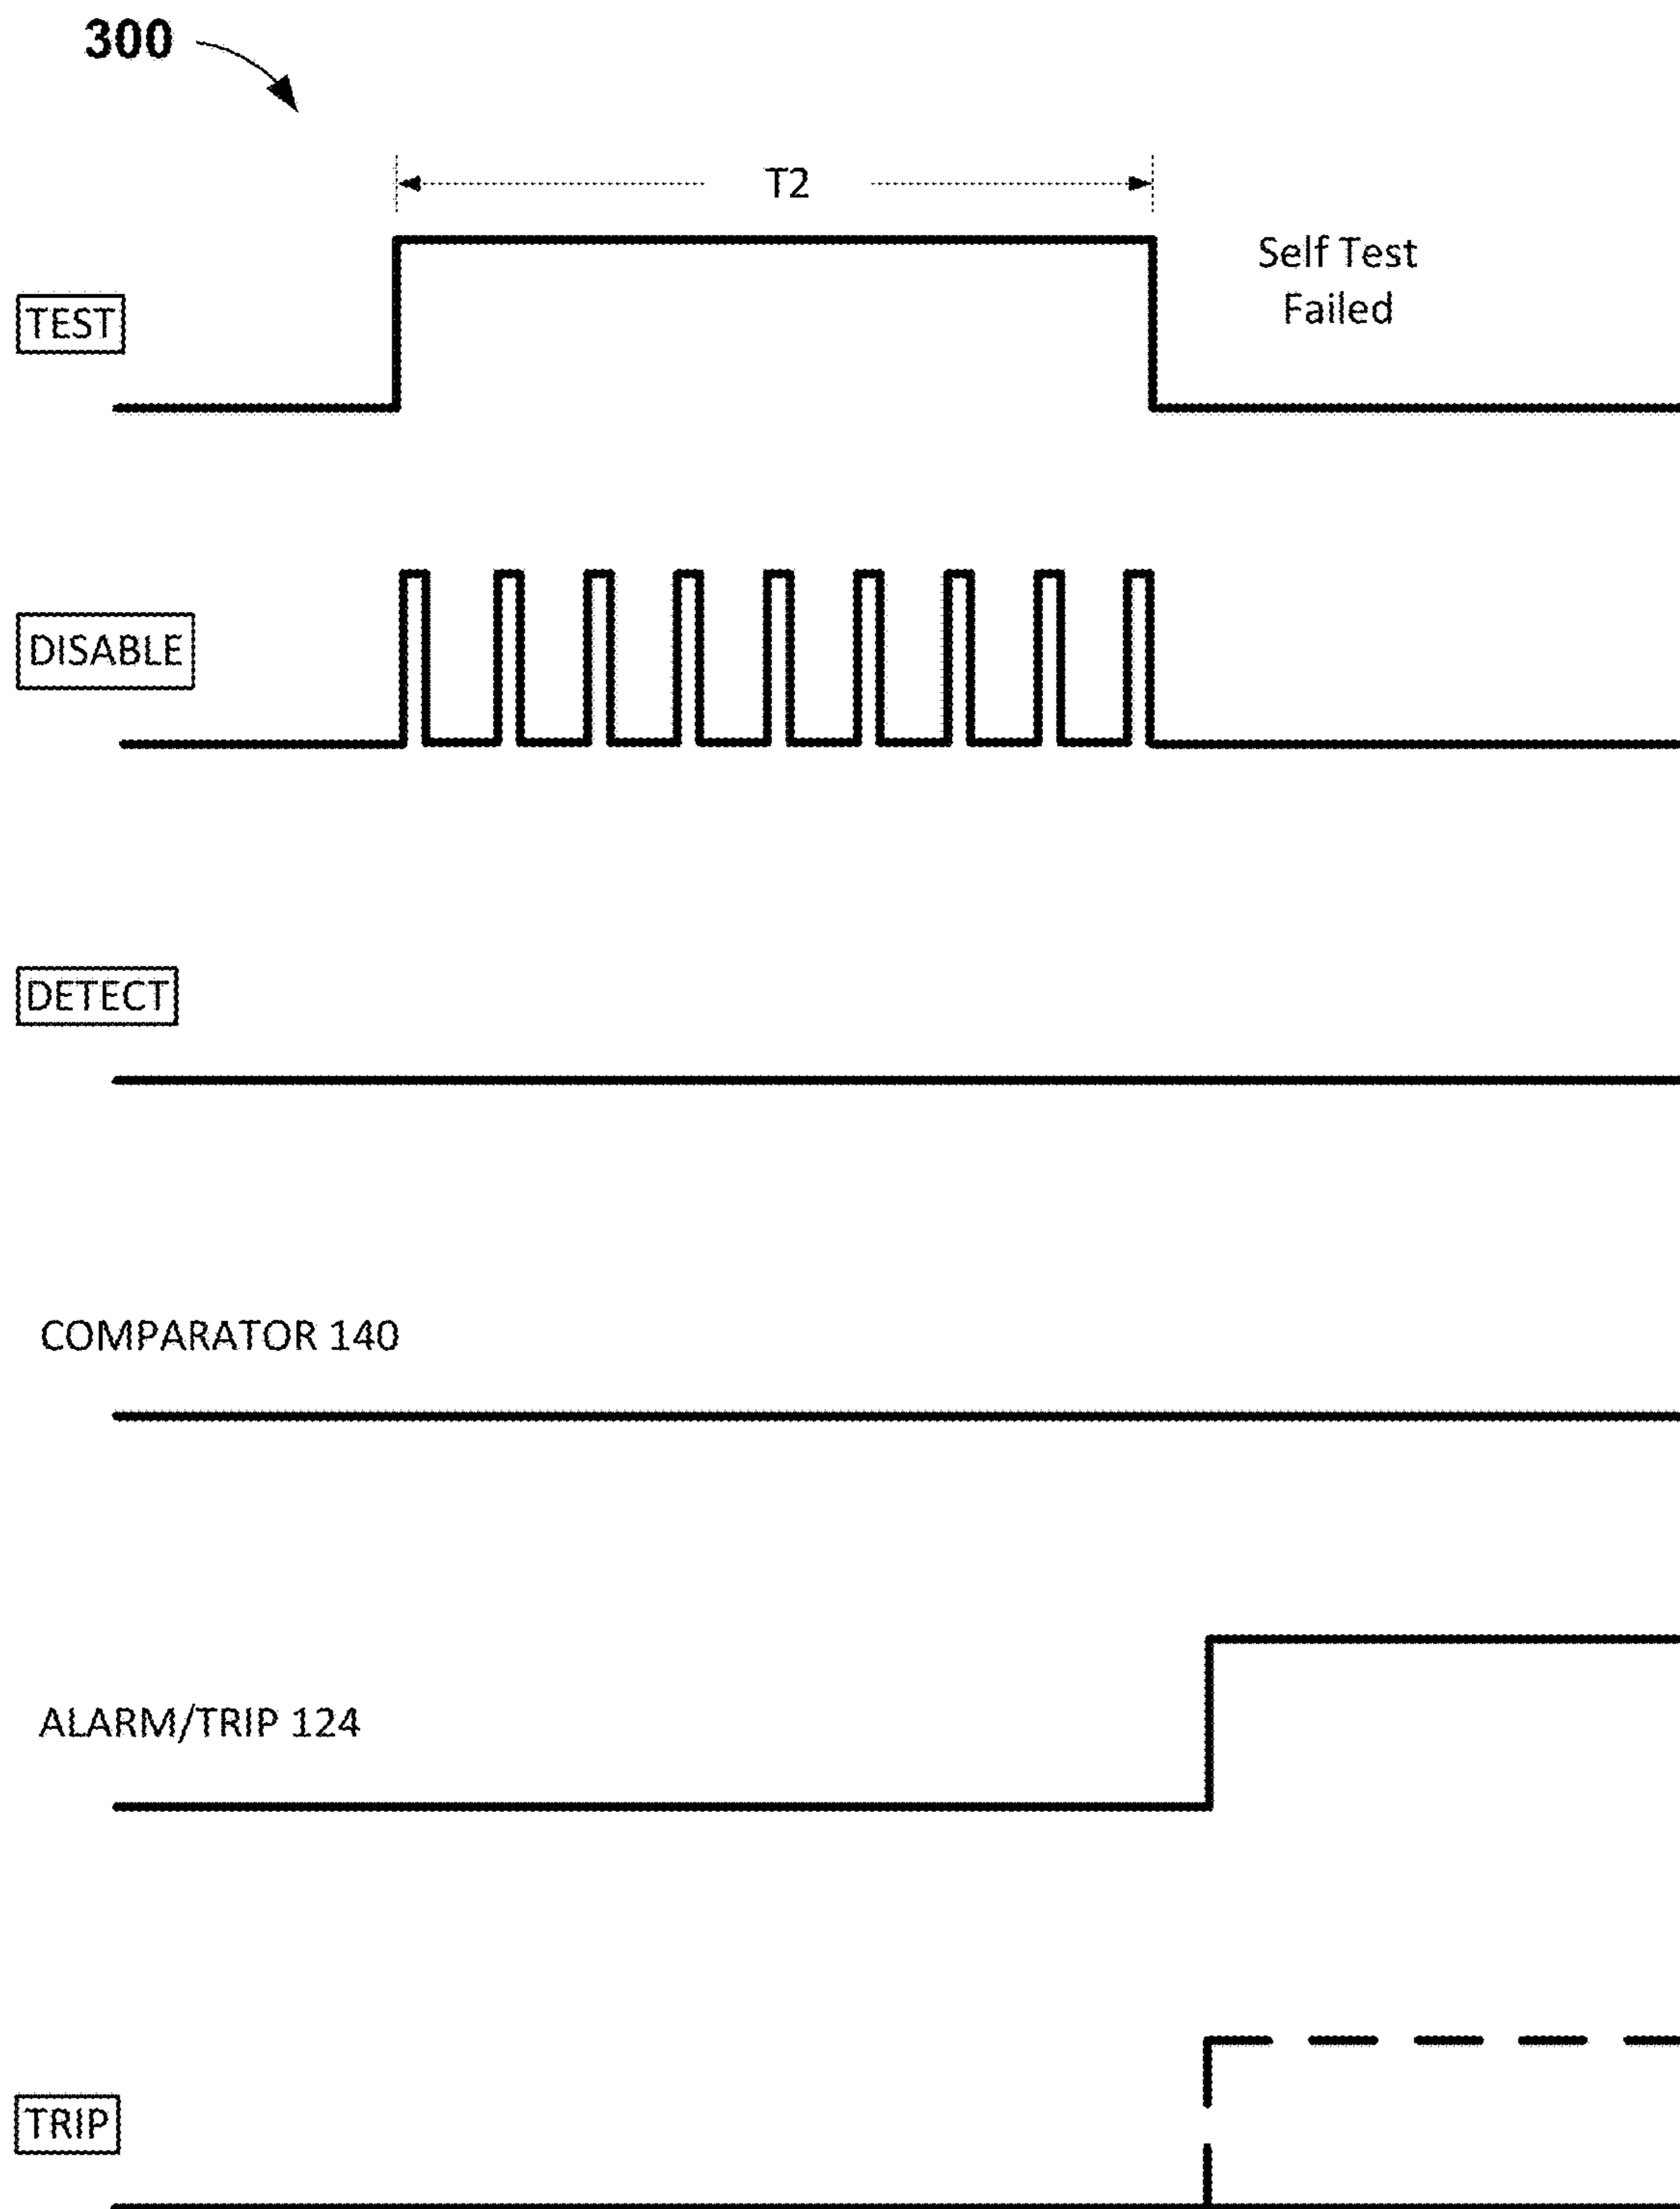 300
T2
Self Test
Failed
TEST
DISABLE
DETECT
COMPARATOR 140
ALARM/TRIP 124
TRIP